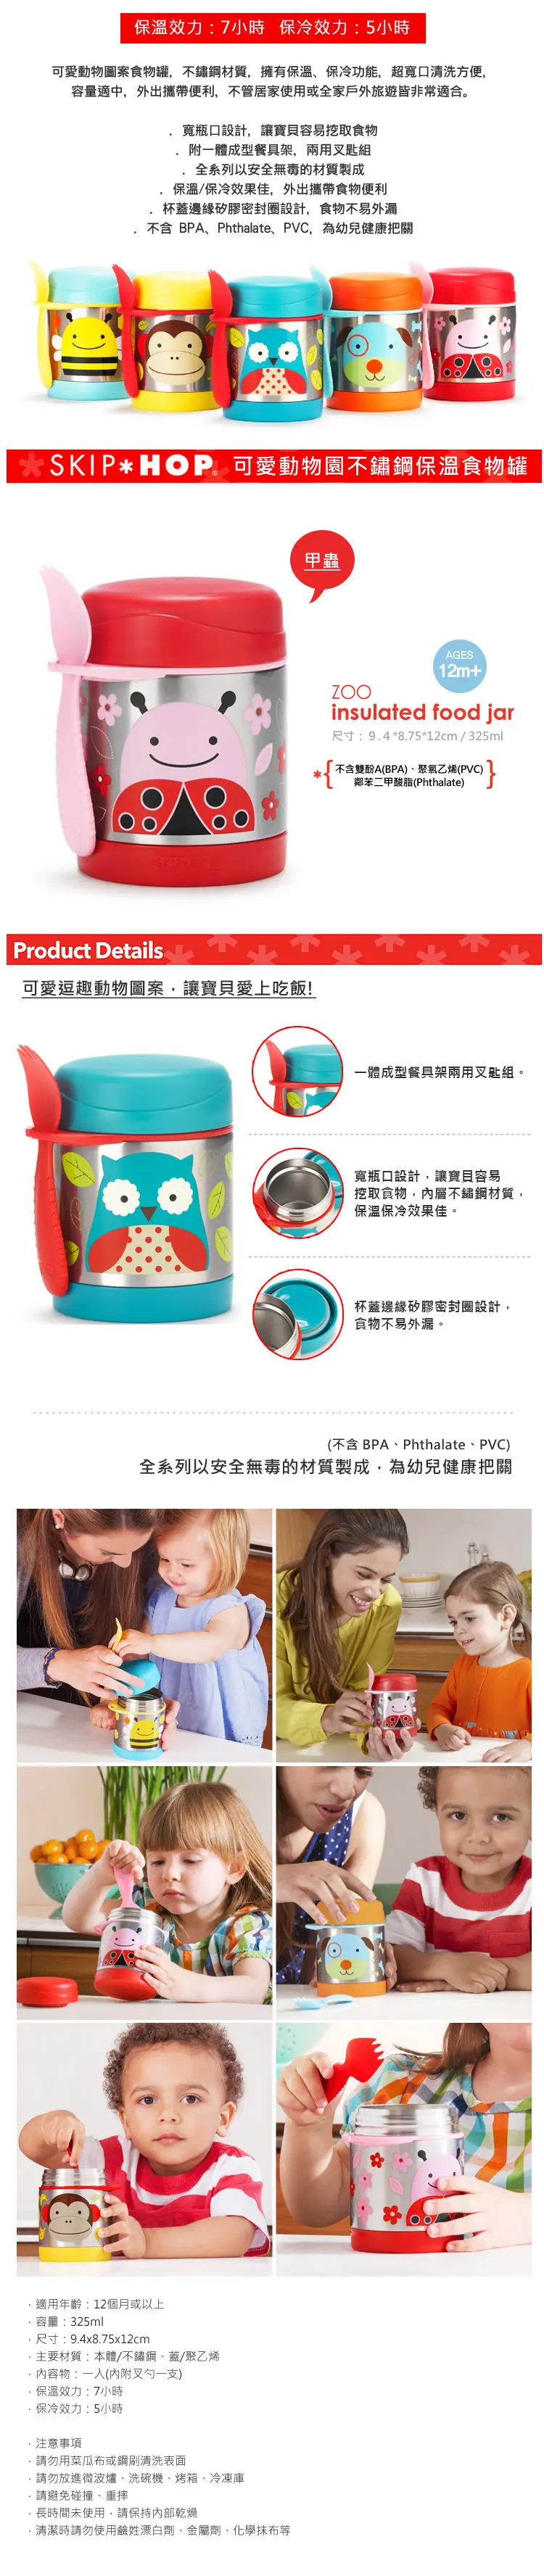 保溫效力：7小時 保冷效力：5小時
可愛動物圖案食物罐，不鏽鋼材質，擁有保溫、保冷功能，超寬口清洗方便，
容量適中，外出攜帶便利，不管居家使用或全家戶外旅遊皆非常適合。
．寬瓶口設計，讓寶貝容易挖取食物
．附一體成型餐具架，兩用叉匙組
．全系列以安全無毒的材質製成
．保溫/保冷效果佳，外出攜帶食物便利
．杯蓋邊緣矽膠密封圈設計，食物不易外漏
．不含 BPA、Phthalate、PVC，為幼兒健康把關
SKIP*HOP 可愛動物園不鏽鋼保溫食物罐
甲蟲
AGES
12m+
ZOO
insulated food jar
尺寸：9.4*8.75*12cm / 325ml
*{不含雙酚A(BPA)、聚氯乙烯(PVC)
鄰苯二甲酸脂(Phthalate)}
SKIP*HOP
Product Details
可愛逗趣動物圖案，讓寶貝愛上吃飯!
一體成型餐具架兩用叉匙組。
寬瓶口設計，讓寶貝容易
挖取食物，內層不鏽鋼材質，
保溫保冷效果佳。
杯蓋邊緣矽膠密封圈設計，
食物不易外漏。
(不含 BPA、Phthalate、PVC)
全系列以安全無毒的材質製成，為幼兒健康把關
· 適用年齡：12個月或以上
· 容量：325ml
· 尺寸：9.4x8.75x12cm
· 主要材質：本體/不鏽鋼、蓋/聚乙烯
· 內容物：一入(內附叉勺一支)
· 保溫效力：7小時
· 保冷效力：5小時
· 注意事項
· 請勿用菜瓜布或鋼刷清洗表面
· 請勿放進微波爐、洗碗機、烤箱、冷凍庫
· 請避免碰撞、重摔
· 長時間未使用，請保持內部乾燥
· 清潔時請勿使用鹼姓漂白劑、金屬劑、化學抹布等